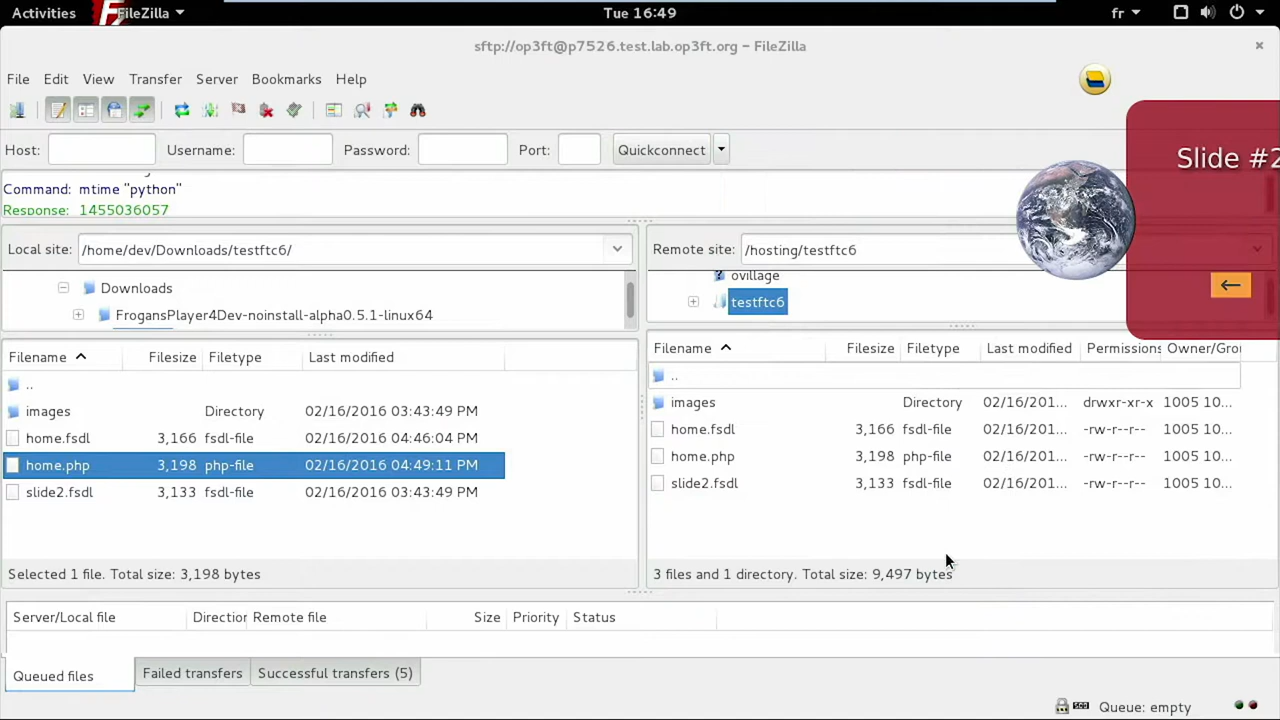 Activities FileZilla Tue 16:49 fr
sftp://op3ft@p7526.test.lab.op3ft.org – FileZilla
File Edit View Transfer Server Bookmarks Help
Host: Username: Password: Port: Quickconnect
Slide #2
Command: mtime "python"
Response: 1455036057
Local site: /home/dev/Downloads/testftc6/
Remote site: /hosting/testftc6
Downloads
FrogansPlayer4Dev-noinstall-alpha0.5.1-linux64
ovillage
testftc6
←
Filename Filesize Filetype Last modified
..
images Directory 02/16/2016 03:43:49 PM
home.fsdl 3,166 fsdl-file 02/16/2016 04:46:04 PM
home.php 3,198 php-file 02/16/2016 04:49:11 PM
slide2.fsdl 3,133 fsdl-file 02/16/2016 03:43:49 PM
Selected 1 file. Total size: 3,198 bytes
Filename Filesize Filetype Last modified Permissions Owner/Grou
..
images Directory 02/16/201... drwxr-xr-x 1005 10...
home.fsdl 3,166 fsdl-file 02/16/201... -rw-r--r-- 1005 10...
home.php 3,198 php-file 02/16/201... -rw-r--r-- 1005 10...
slide2.fsdl 3,133 fsdl-file 02/16/201... -rw-r--r-- 1005 10...
3 files and 1 directory. Total size: 9,497 bytes
Server/Local file Direction Remote file Size Priority Status
Queued files Failed transfers Successful transfers (5)
Queue: empty